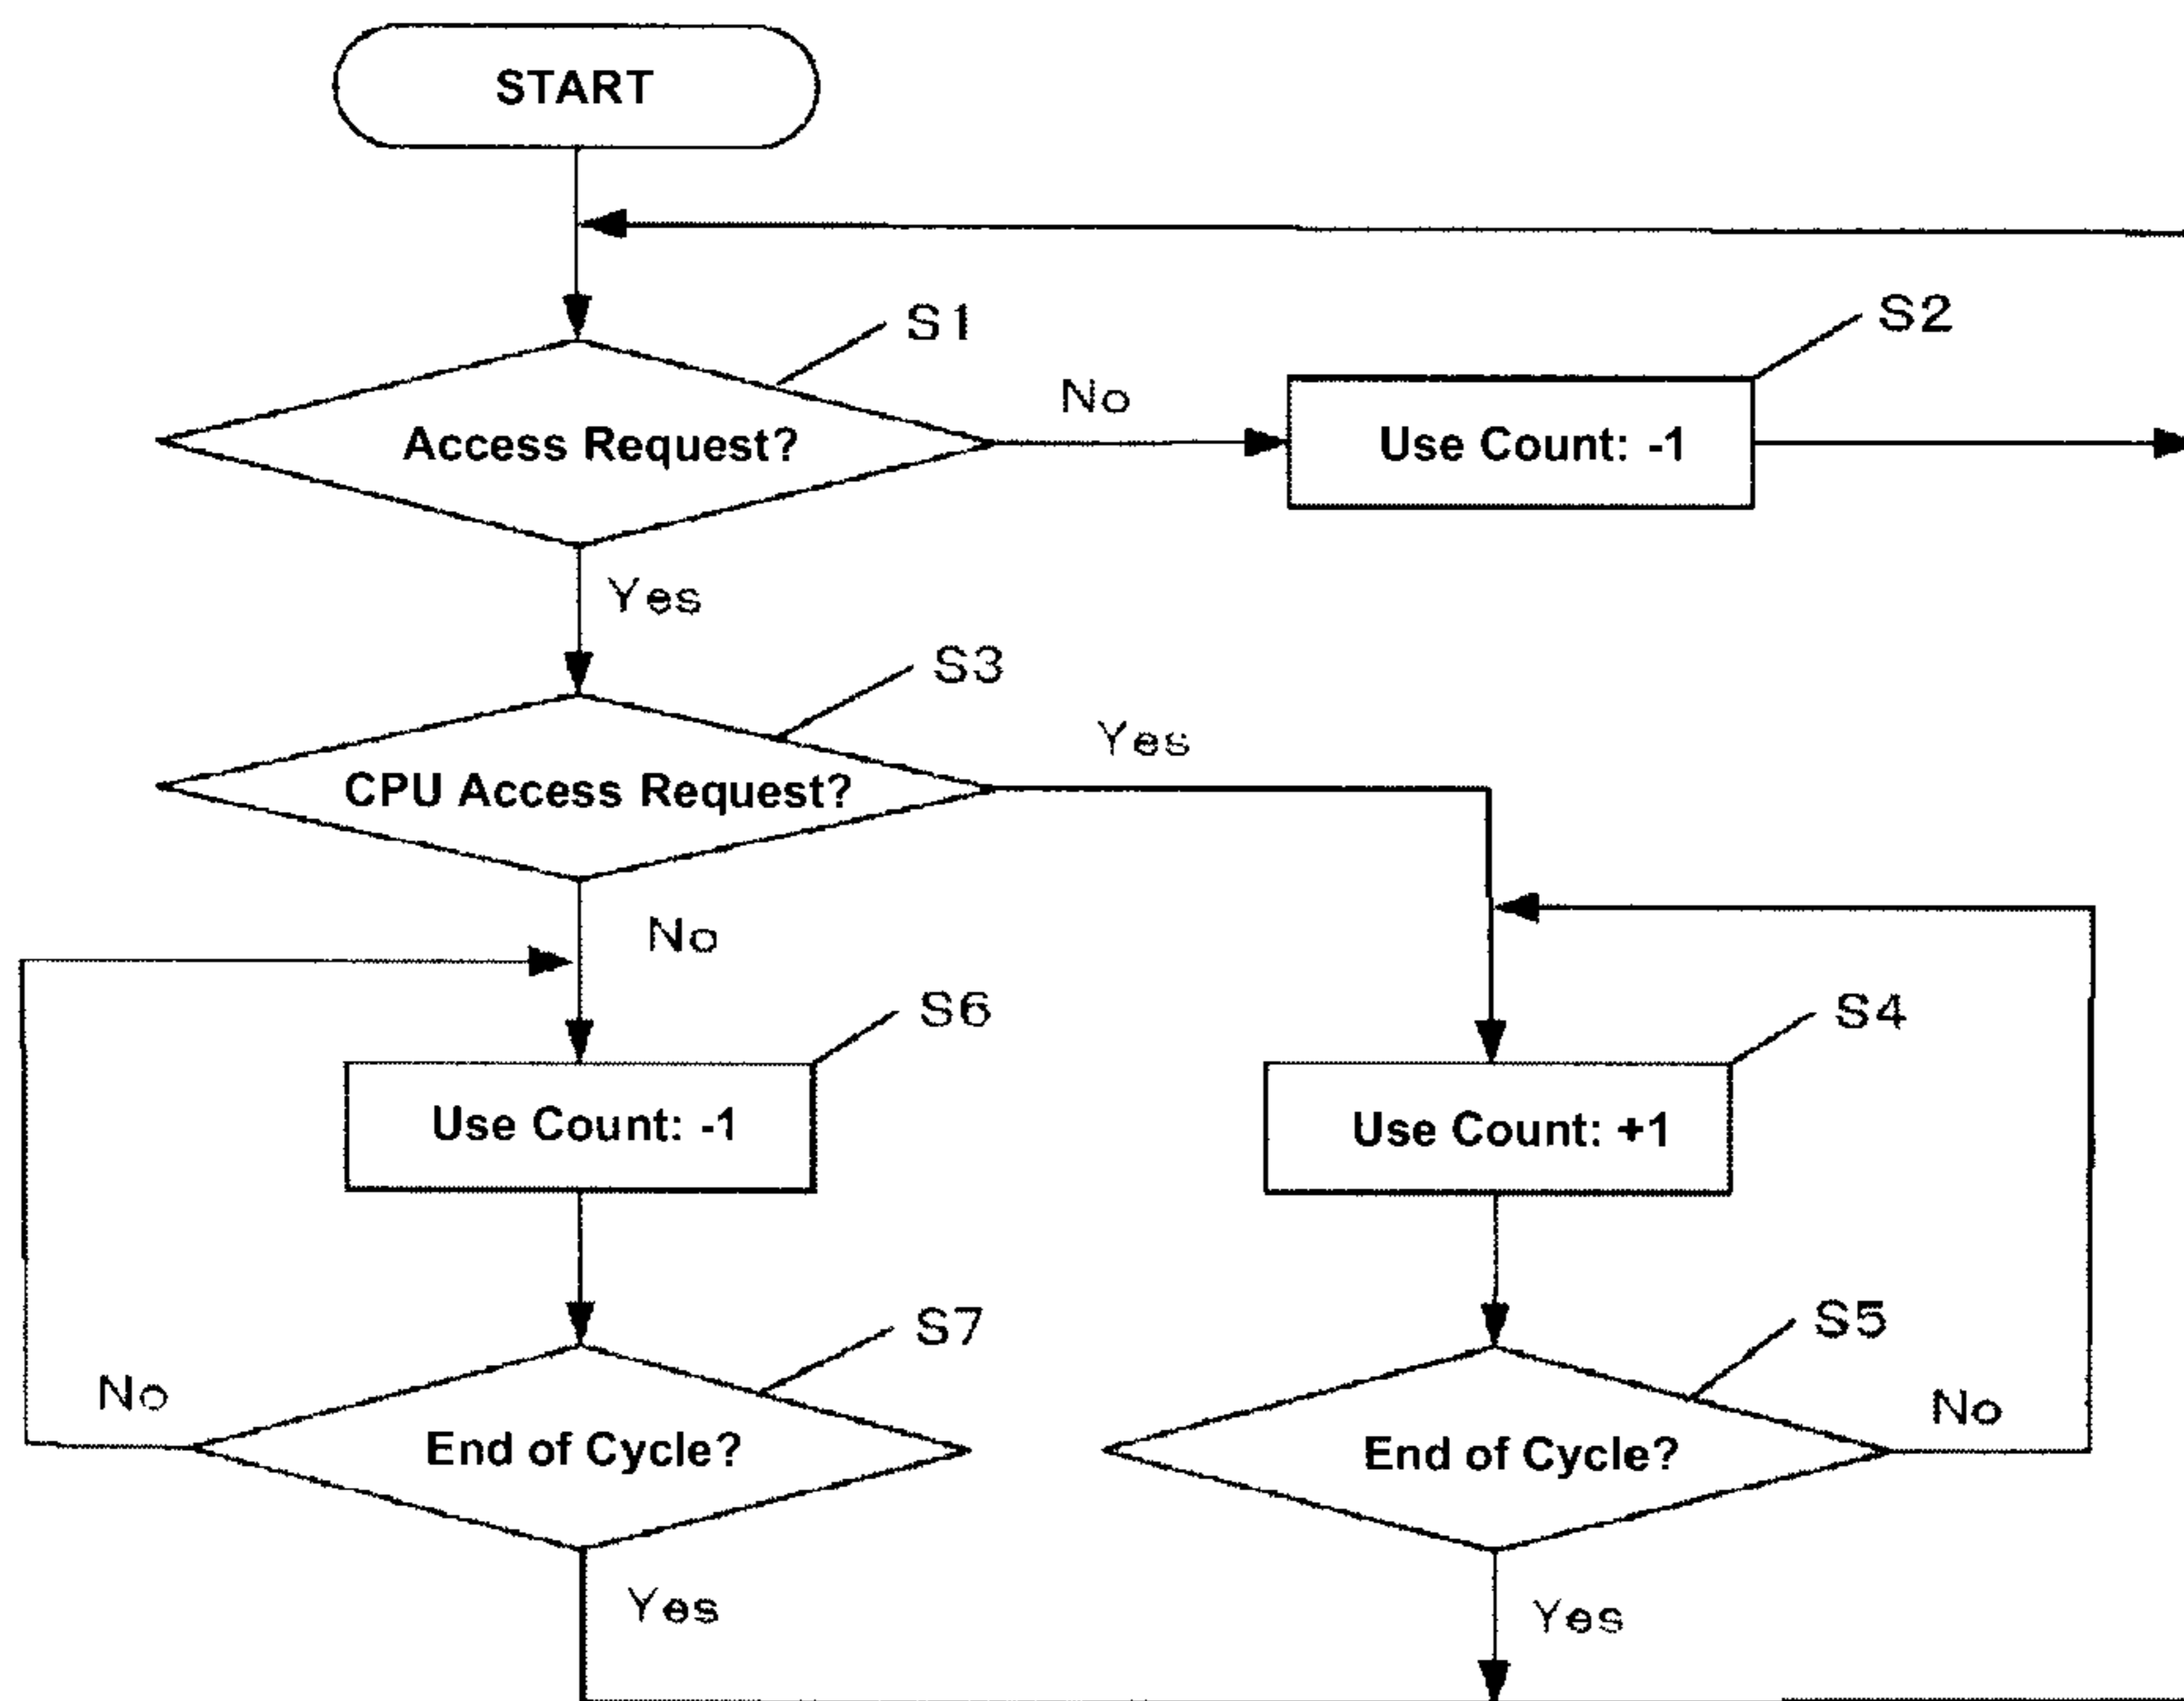 START
S1
S2
No
Access Request?
Use Count: -1
Yes
S3
Yes
CPU Access Request?
No
S6
S4
Use Count: -1
Use Count: +1
S7
S5
No
No
End of Cycle?
End of Cycle?
Yes
Yes